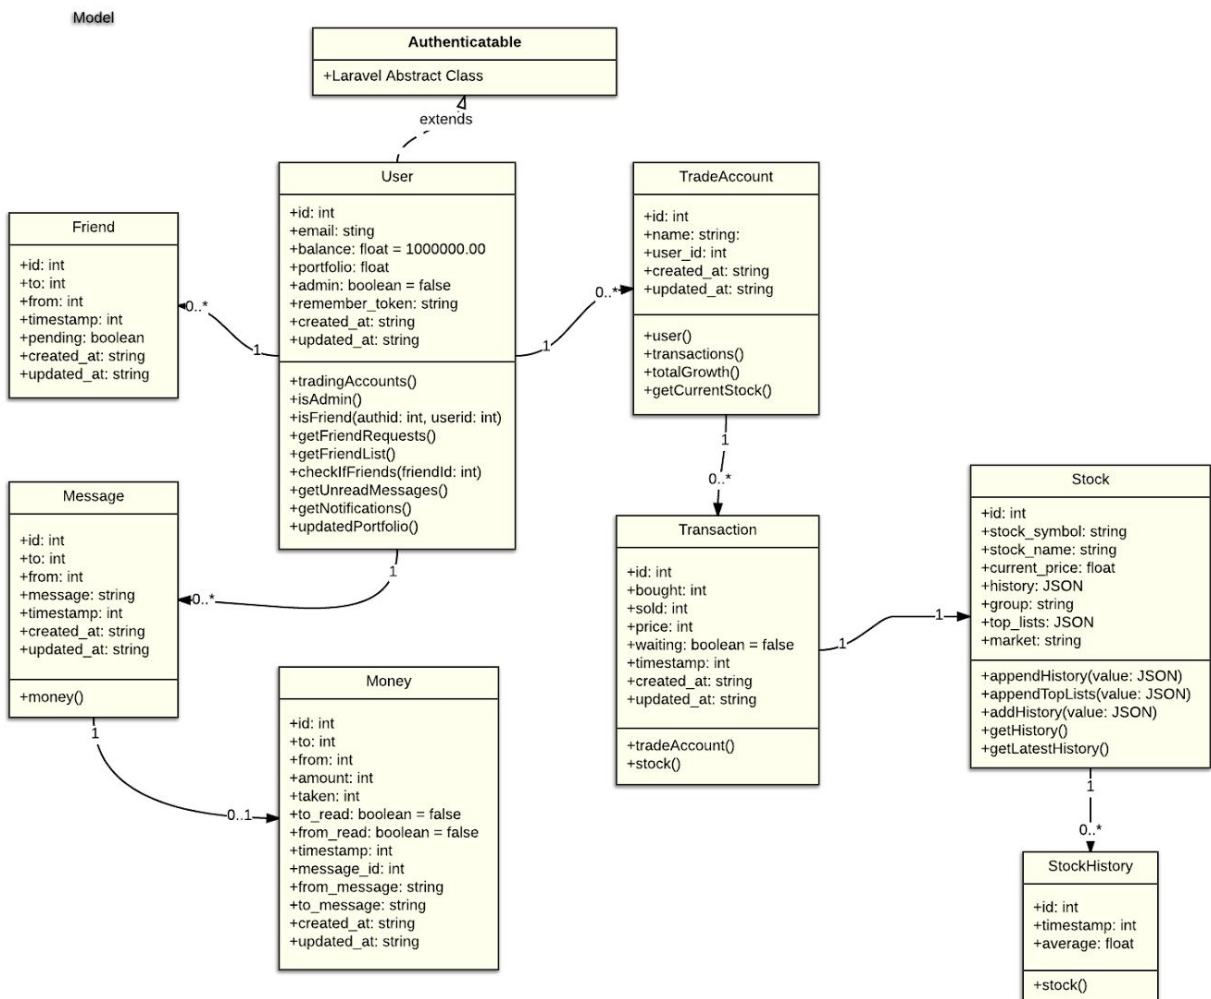 Model
Authenticatable
+Laravel Abstract Class
extends
User
+id: int
+email: sting
+balance: float = 1000000.00
+portfolio: float
+admin: boolean = false
+remember_token: string
+created_at: string
+updated_at: string
+tradingAccounts()
+isAdmin()
+isFriend(authid: int, userid: int)
+getFriendRequests()
+getFriendList()
+checkIfFriends(friendId: int)
+getUnreadMessages()
+getNotifications()
+updatedPortfolio()
TradeAccount
+id: int
+name: string:
+user_id: int
+created_at: string
+updated_at: string
+user()
+transactions()
+totalGrowth()
+getCurrentStock()
Friend
+id: int
+to: int
+from: int
+timestamp: int
+pending: boolean
+created_at: string
+updated_at: string
0..*
1
1
0..*
1
0..*
Message
+id: int
+to: int
+from: int
+message: string
+timestamp: int
+created_at: string
+updated_at: string
+money()
0..*
1
Transaction
+id: int
+bought: int
+sold: int
+price: int
+waiting: boolean = false
+timestamp: int
+created_at: string
+updated_at: string
+tradeAccount()
+stock()
1
1
Stock
+id: int
+stock_symbol: string
+stock_name: string
+current_price: float
+history: JSON
+group: string
+top_lists: JSON
+market: string
+appendHistory(value: JSON)
+appendTopLists(value: JSON)
+addHistory(value: JSON)
+getHistory()
+getLatestHistory()
1
0..1
Money
+id: int
+to: int
+from: int
+amount: int
+taken: int
+to_read: boolean = false
+from_read: boolean = false
+timestamp: int
+message_id: int
+from_message: string
+to_message: string
+created_at: string
+updated_at: string
1
0..*
StockHistory
+id: int
+timestamp: int
+average: float
+stock()